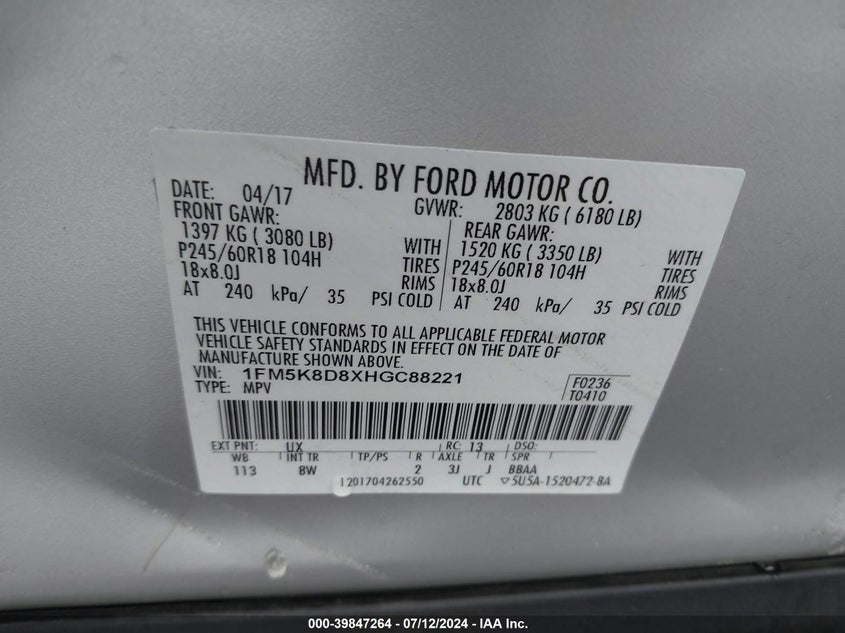 MFD. BY FORD MOTOR CO.
DATE: 04/17 GVWR: 2803 KG ( 6180 LB)
FRONT GAWR: REAR GAWR:
1397 KG ( 3080 LB) WITH 1520 KG ( 3350 LB) WITH
P245/60R18 104H TIRES P245/60R18 104H TIRES
18x8.0J RIMS 18x8.0J RIMS
AT 240 kPa/ 35 PSI COLD AT 240 kPa/ 35 PSI COLD
THIS VEHICLE CONFORMS TO ALL APPLICABLE FEDERAL MOTOR
VEHICLE SAFETY STANDARDS IN EFFECT ON THE DATE OF
MANUFACTURE SHOWN ABOVE.
VIN: 1FM5K8D8XHGC88221 F0236
TYPE: MPV T0410
EXT PNT: UX RC: 13 DSO:
WB INT TR TP/PS R AXLE TR SPR
113 8W 2 3J J BBAA
1201704262550 UTC ▽5U5A-1520472-BA
000-39847264 - 07/12/2024 - IAA Inc.